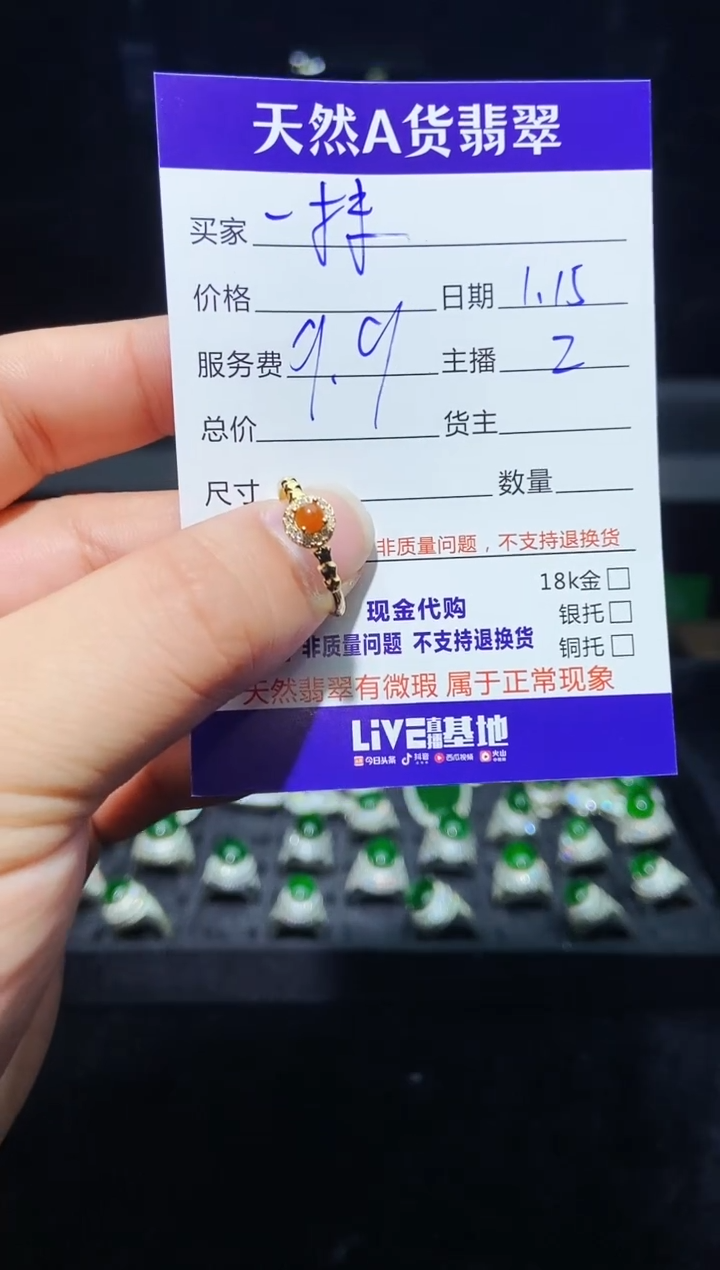 天然A货翡翠
买家 一抹
价格 日期 1.15
服务费 9.9 主播 2
总价 货主
尺寸 数量
非质量问题，不支持退换货
18k金
现金代购 银托
非质量问题 不支持退换货 铜托
天然翡翠有微瑕 属于正常现象
LiVE直播基地
今日头条 抖音 西瓜视频 火山